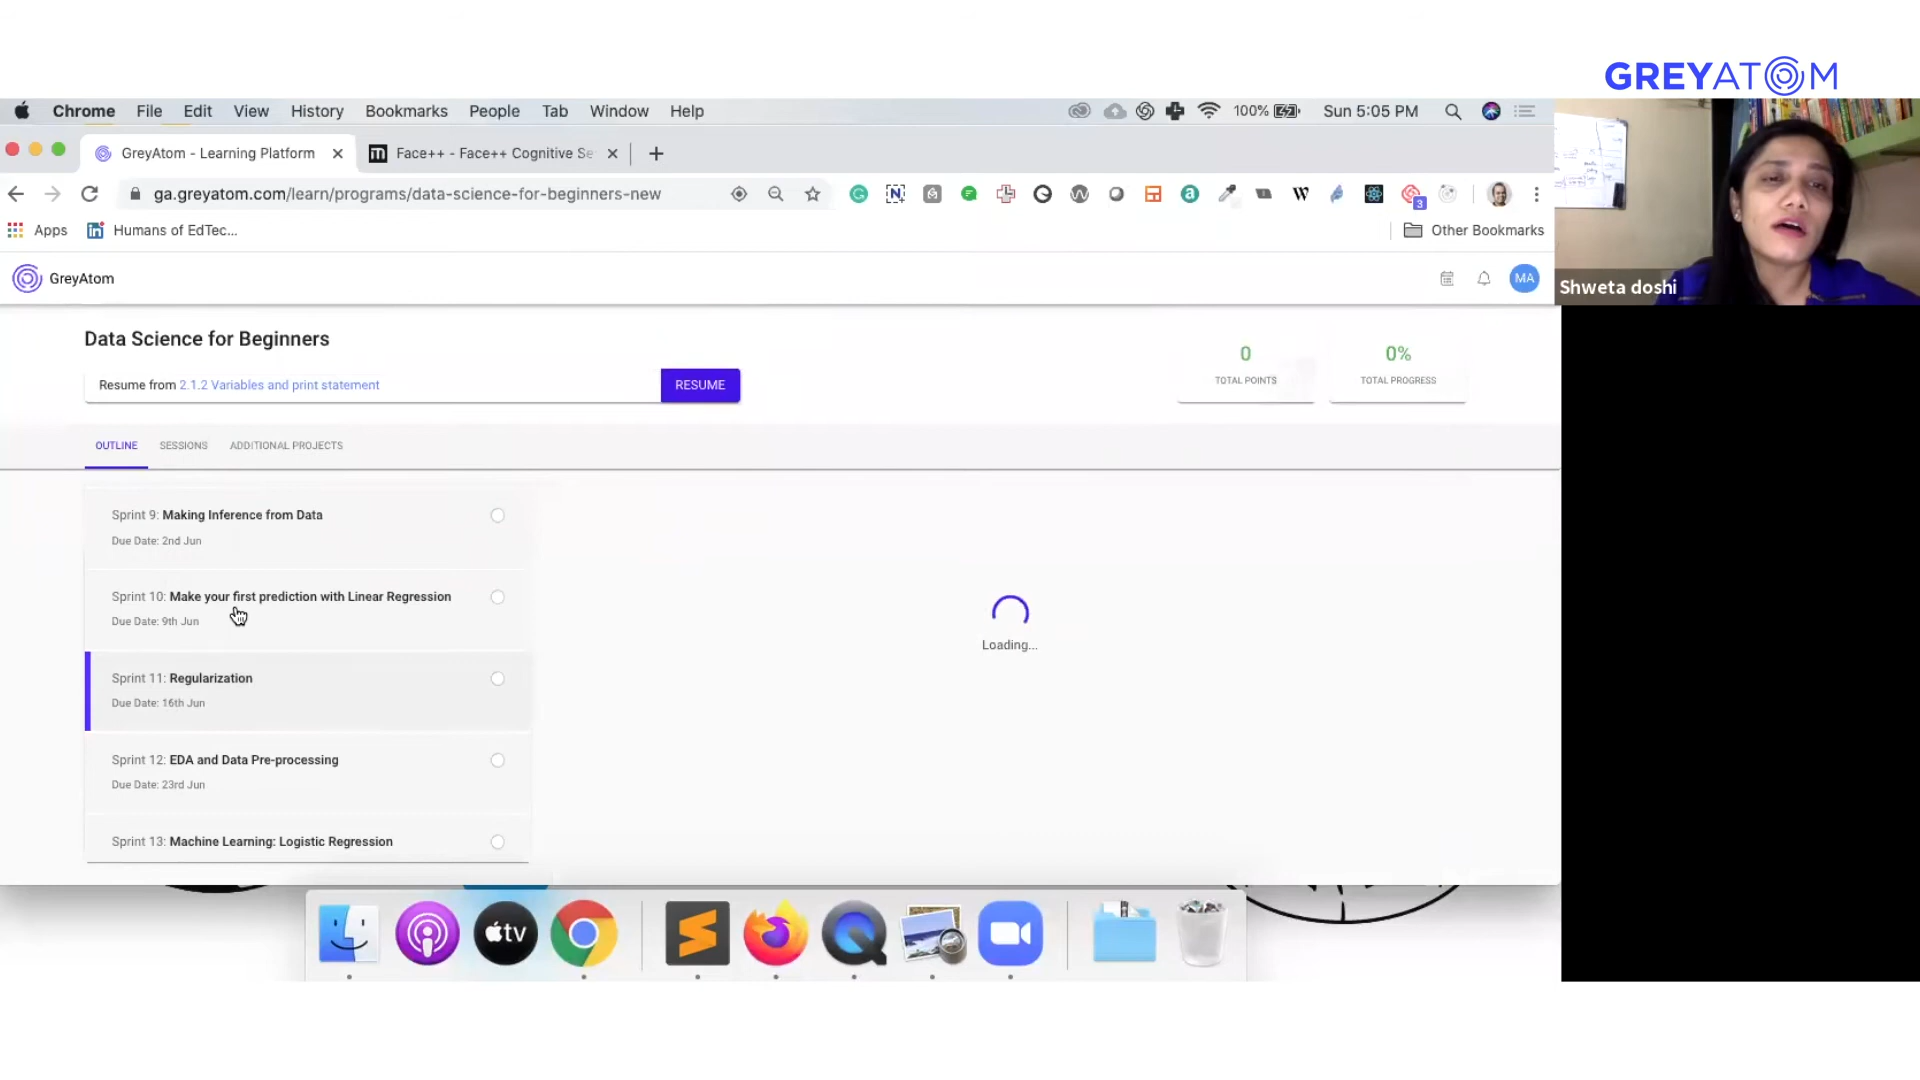 GREYATOM
Chrome File Edit View History Bookmarks People Tab Window Help 100% Sun 5:05 PM
GreyAtom - Learning Platform Face++ - Face++ Cognitive Se
ga.greyatom.com/learn/programs/data-science-for-beginners-new
3
Apps Humans of EdTec... Other Bookmarks
GreyAtom MA
Shweta doshi
Data Science for Beginners
Resume from 2.1.2 Variables and print statement RESUME
0 TOTAL POINTS
0% TOTAL PROGRESS
OUTLINE SESSIONS ADDITIONAL PROJECTS
Sprint 9: Making Inference from Data
Due Date: 2nd Jun
Sprint 10: Make your first prediction with Linear Regression
Due Date: 9th Jun
Sprint 11: Regularization
Due Date: 16th Jun
Sprint 12: EDA and Data Pre-processing
Due Date: 23rd Jun
Sprint 13: Machine Learning: Logistic Regression
Loading...
tv